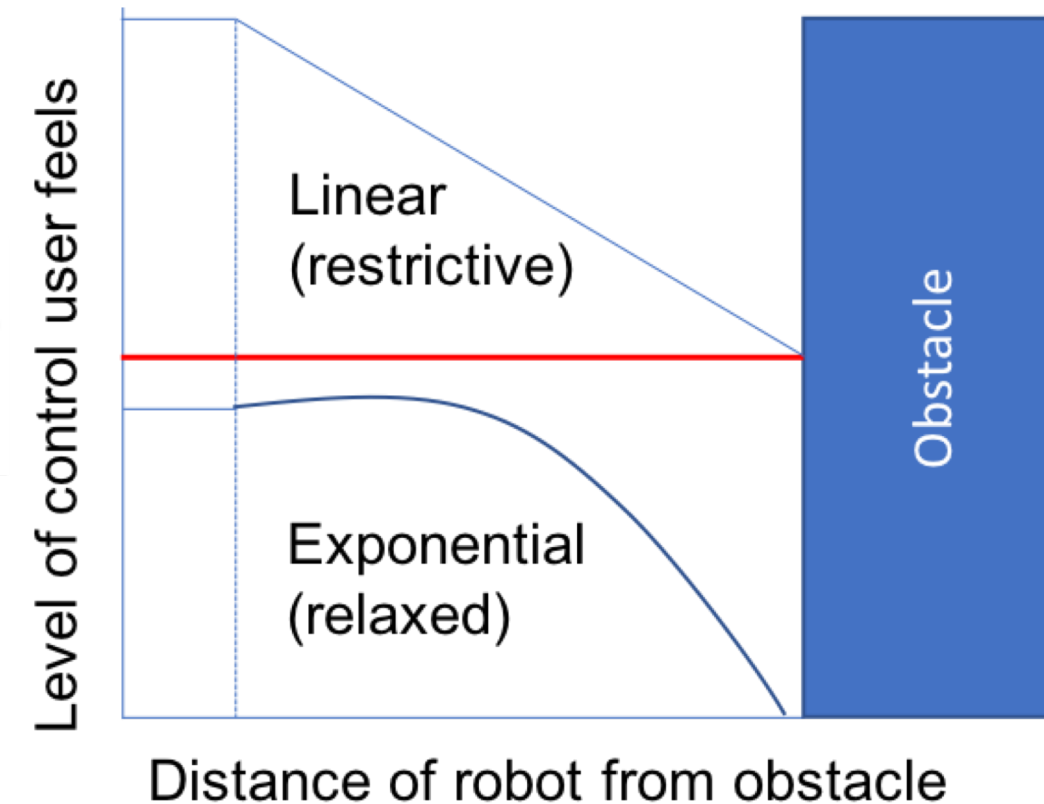 Level of control user feels
Linear
(restrictive)
Exponential
(relaxed)
Obstacle
Distance of robot from obstacle